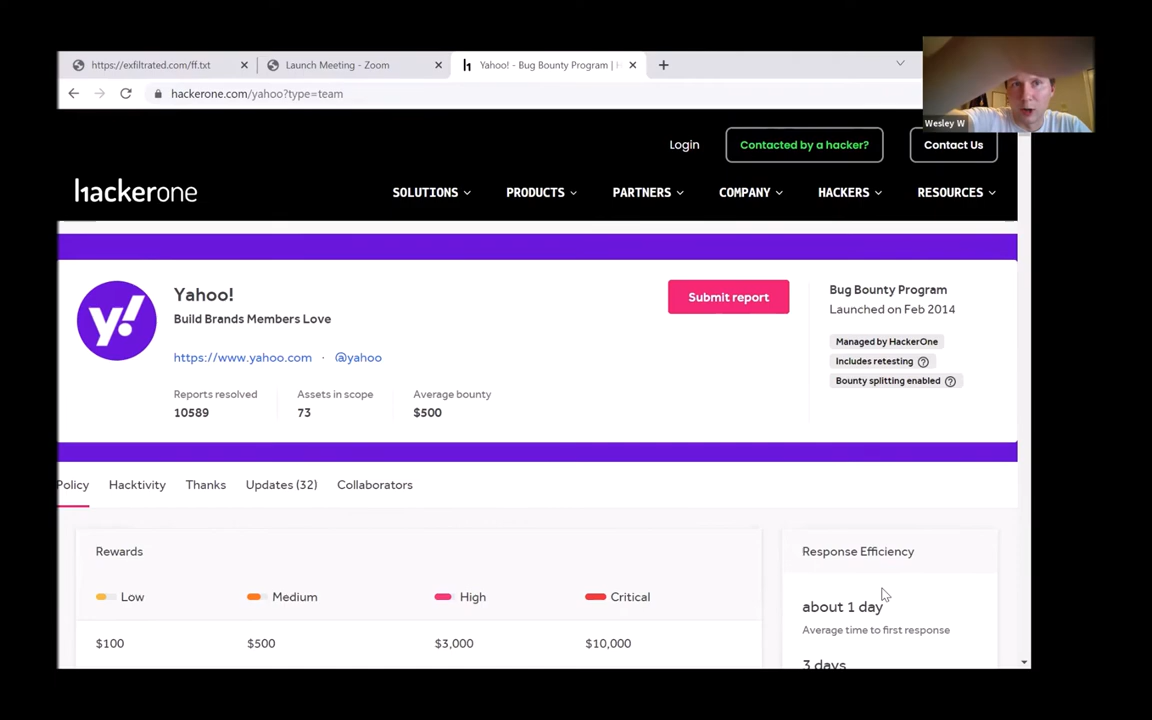 https://exfiltrated.com/ff.txt
Launch Meeting - Zoom
Yahoo! - Bug Bounty Program |
hackerone.com/yahoo?type=team
Wesley W
Login
Contacted by a hacker?
Contact Us
hackerone
SOLUTIONS
PRODUCTS
PARTNERS
COMPANY
HACKERS
RESOURCES
y!
Yahoo!
Build Brands Members Love
https://www.yahoo.com · @yahoo
Submit report
Bug Bounty Program
Launched on Feb 2014
Managed by HackerOne
Includes retesting
Bounty splitting enabled
Reports resolved
10589
Assets in scope
73
Average bounty
$500
Policy
Hacktivity
Thanks
Updates (32)
Collaborators
Rewards
Low
Medium
High
Critical
$100
$500
$3,000
$10,000
Response Efficiency
about 1 day
Average time to first response
3 days